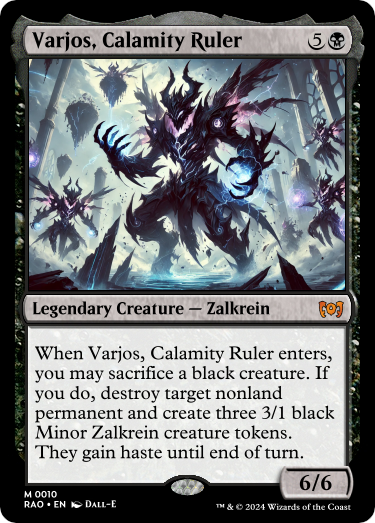 Varjos, Calamity Ruler 5
Legendary Creature — Zalkrein
When Varjos, Calamity Ruler enters,
you may sacrifice a black creature. If
you do, destroy target nonland
permanent and create three 3/1 black
Minor Zalkrein creature tokens.
They gain haste until end of turn.
6/6
M 0010
RAO • EN DALL-E
™ & © 2024 Wizards of the Coast